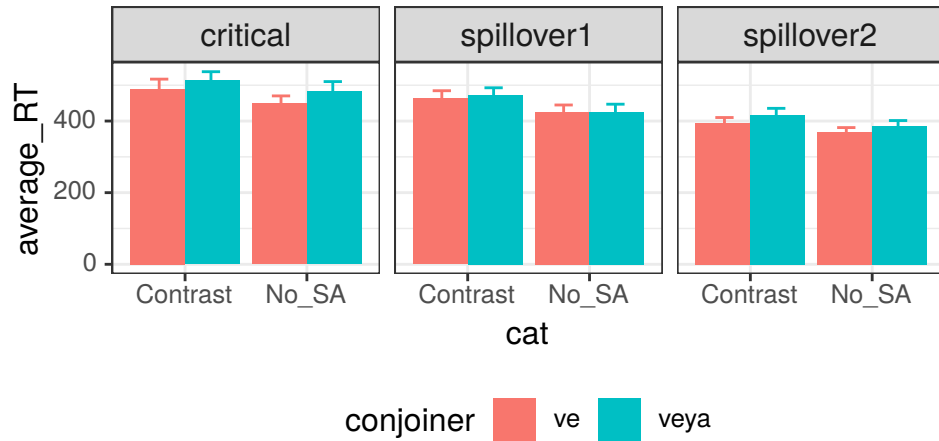 critical spillover1 spillover2
average_RT
400
200
0
Contrast No_SA Contrast No_SA Contrast No_SA
cat
conjoiner ve veya